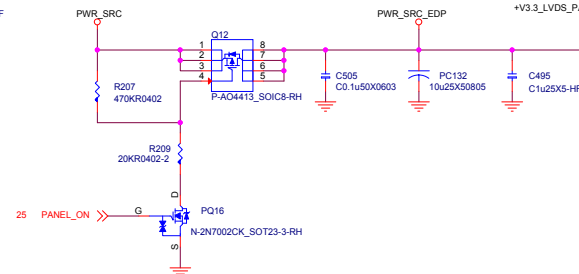 F
PWR_SRC
Q12
PWR_SRC_EDP
+V3.3_LVDS_PA
1 8
2 7
3 6
4 5
R207
470KR0402
P-AO4413_SOIC8-RH
C505
C0.1u50X0603
PC132
10u25X50805
C495
C1u25X5-HF
R209
20KR0402-2
D
25 PANEL_ON G
PQ16
N-2N7002CK_SOT23-3-RH
S